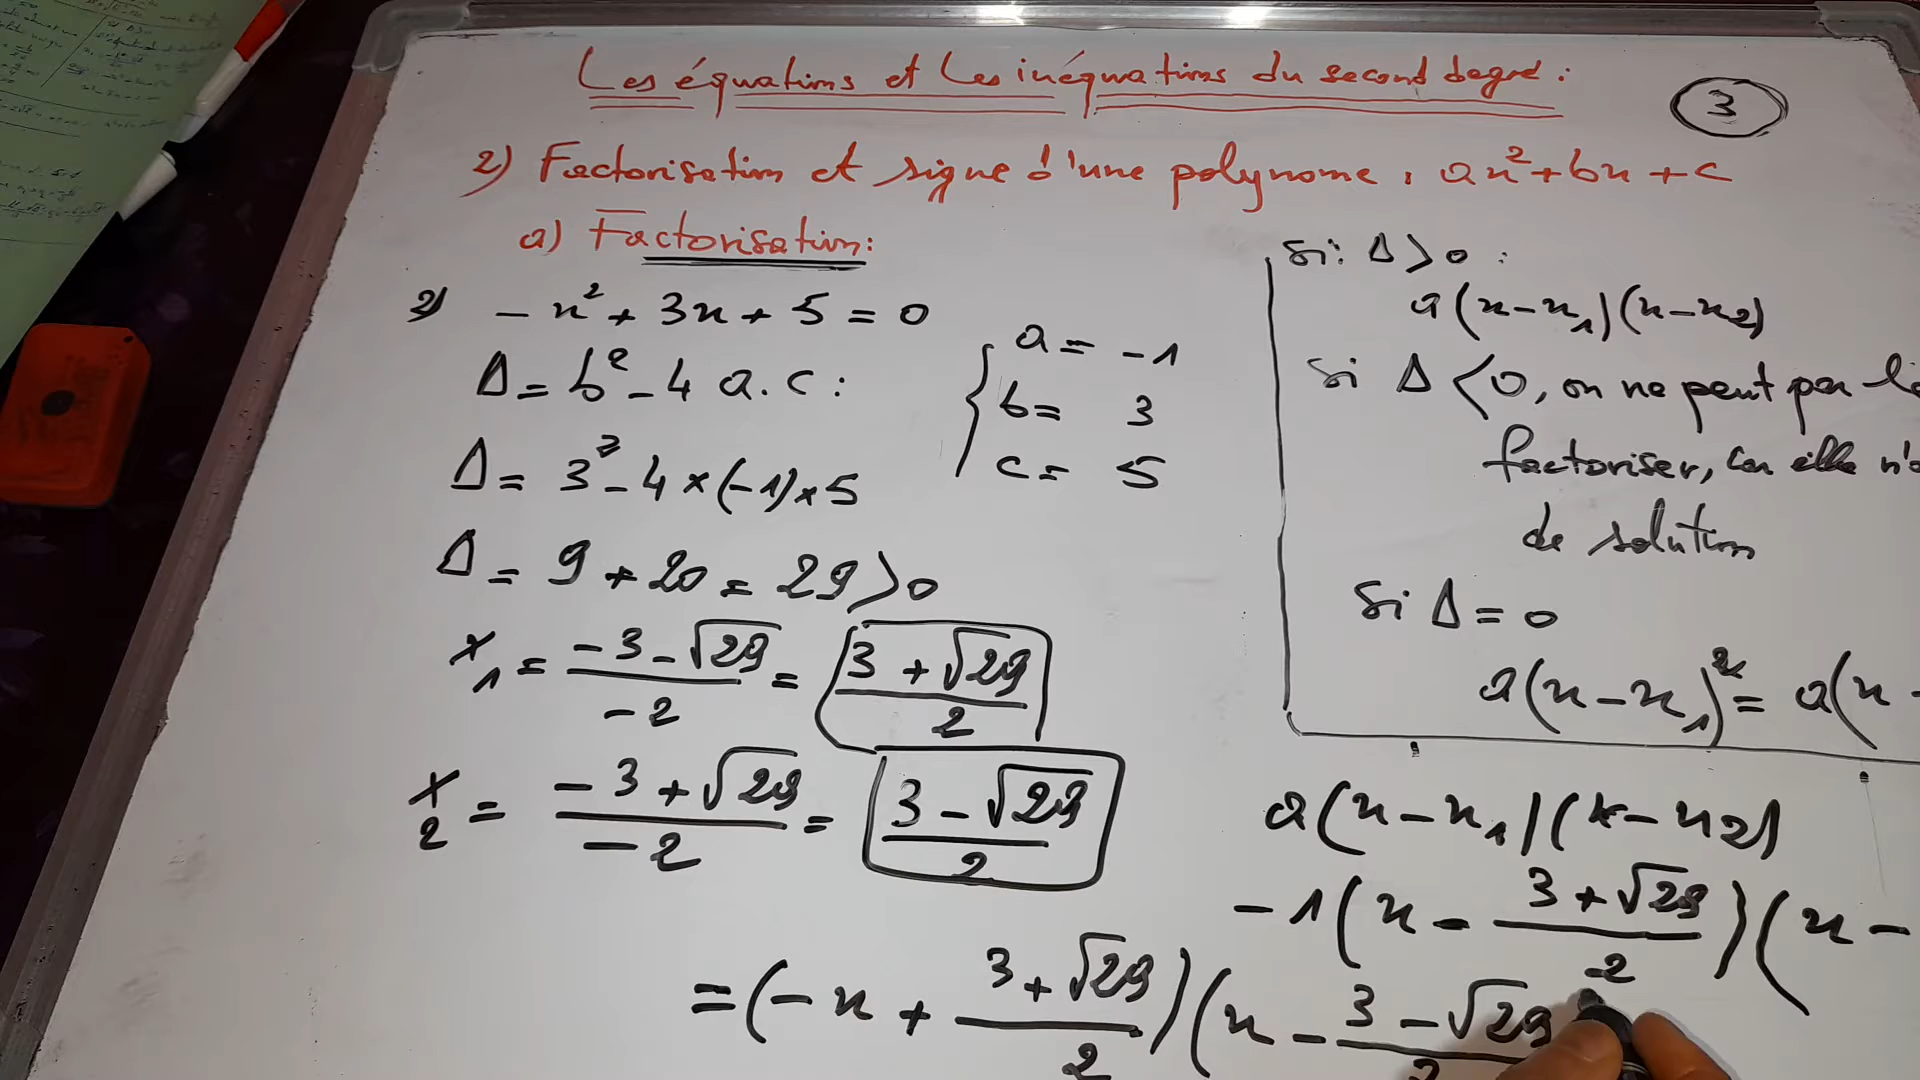 Les équations et les inéquations du second degré :
3
2) Factorisation et signe d'une polynome : ax²+bx+c
a) Factorisation:
2) -x²+3x+5=0
Δ=b²-4 a.c :
Δ=3²-4×(-1)×5
Δ=9+20=29>0
x₁=(-3-√29)/-2=(3+√29)/2
x₂=(-3+√29)/-2=(3-√29)/2
a=-1
b= 3
c= 5
Si: Δ>0 :
a(x-x₁)(x-x₂)
Si Δ<0, on ne peut pas
factoriser, car elle
de solution
Si Δ=0
a(x-x₁)²=a(x-
a(x-x₁)(x-x₂)
-1(x-(3+√29)/2)(x-
=(-x+(3+√29)/2)(x-(3-√29)/2